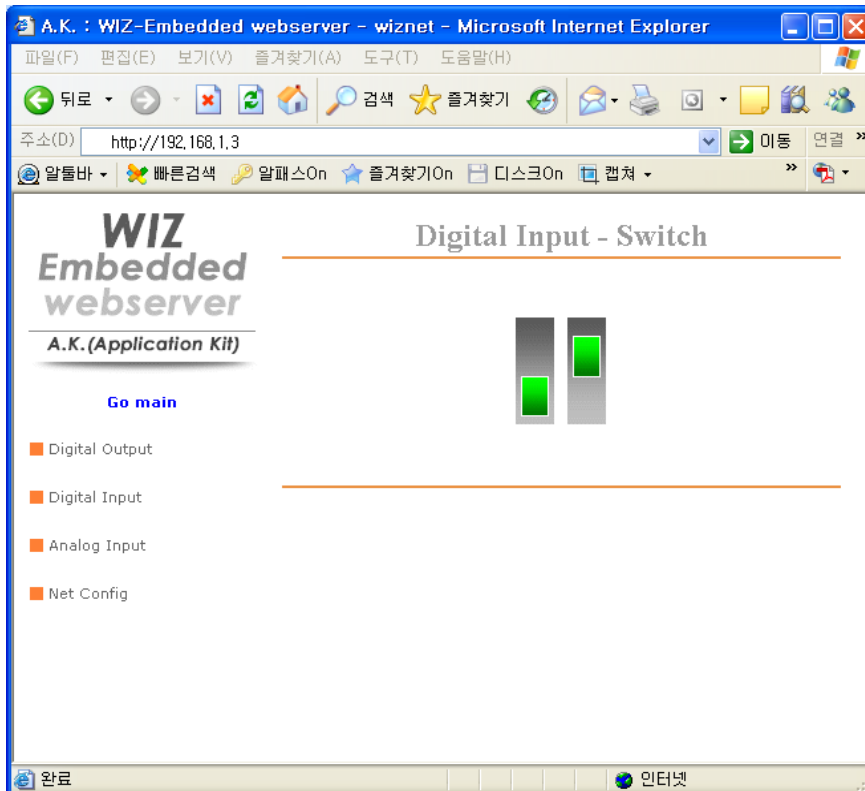 A.K. : WIZ-Embedded webserver - wiznet - Microsoft Internet Explorer
파일(F) 편집(E) 보기(V) 즐겨찾기(A) 도구(T) 도움말(H)
뒤로 검색 즐겨찾기
주소(D) http://192,168,1,3 이동 연결 »
알툴바 빠른검색 알패스On 즐겨찾기On 디스크On 캡쳐 »
WIZ
Embedded
webserver
A.K.(Application Kit)
Go main
Digital Output
Digital Input
Analog Input
Net Config
Digital Input - Switch
완료 인터넷